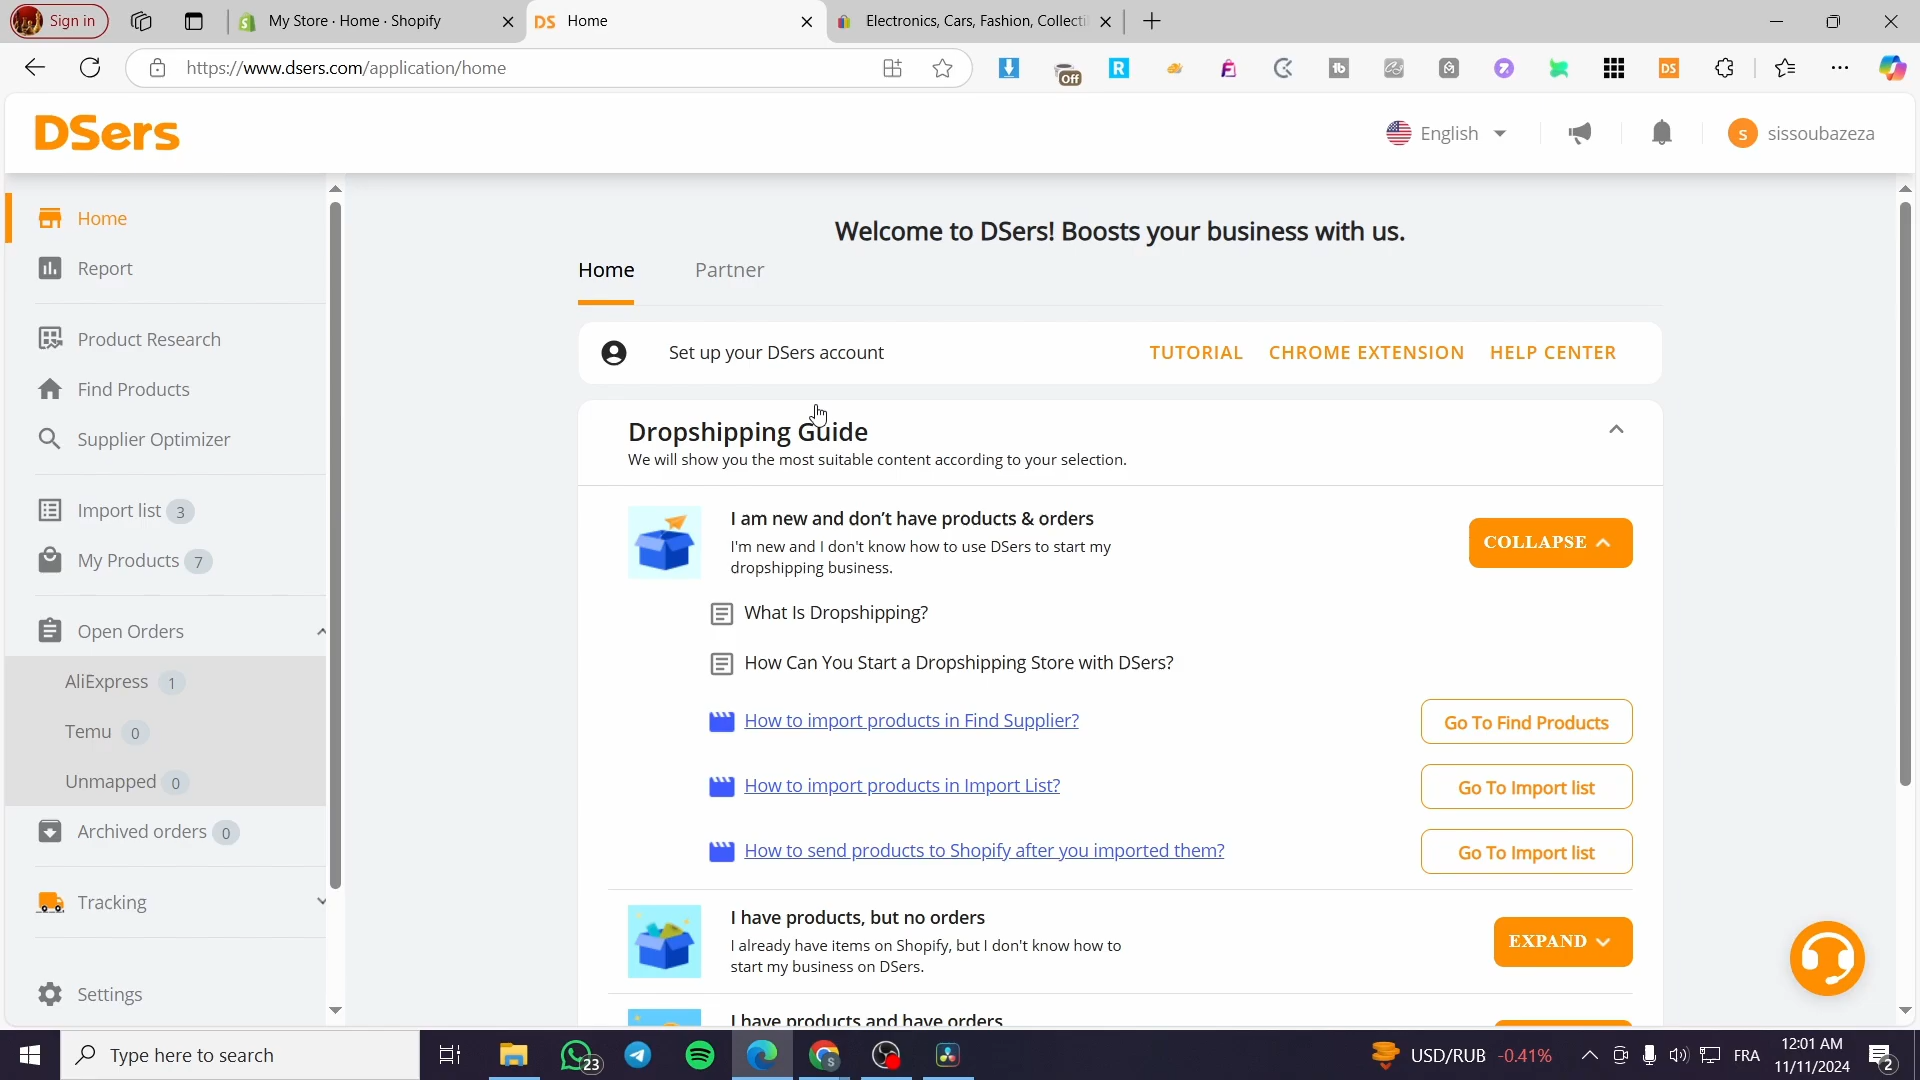 Sign in
My Store · Home · Shopify
DS Home
Electronics, Cars, Fashion, Collecti
https://www.dsers.com/application/home
Off
DS
DSers
English
S sissoubazeza
Home
Report
Product Research
Find Products
Supplier Optimizer
Import list 3
My Products 7
Open Orders
AliExpress 1
Temu 0
Unmapped 0
Archived orders 0
Tracking
Settings
Welcome to DSers! Boosts your business with us.
Home Partner
Set up your DSers account
TUTORIAL CHROME EXTENSION HELP CENTER
Dropshipping Guide
We will show you the most suitable content according to your selection.
I am new and don't have products & orders
I'm new and I don't know how to use DSers to start my
dropshipping business.
COLLAPSE
What Is Dropshipping?
How Can You Start a Dropshipping Store with DSers?
How to import products in Find Supplier?
Go To Find Products
How to import products in Import List?
Go To Import list
How to send products to Shopify after you imported them?
Go To Import list
I have products, but no orders
I already have items on Shopify, but I don't know how to
start my business on DSers.
EXPAND
I have products and have orders
Type here to search
23
USD/RUB -0.41%
FRA
12:01 AM
11/11/2024
2